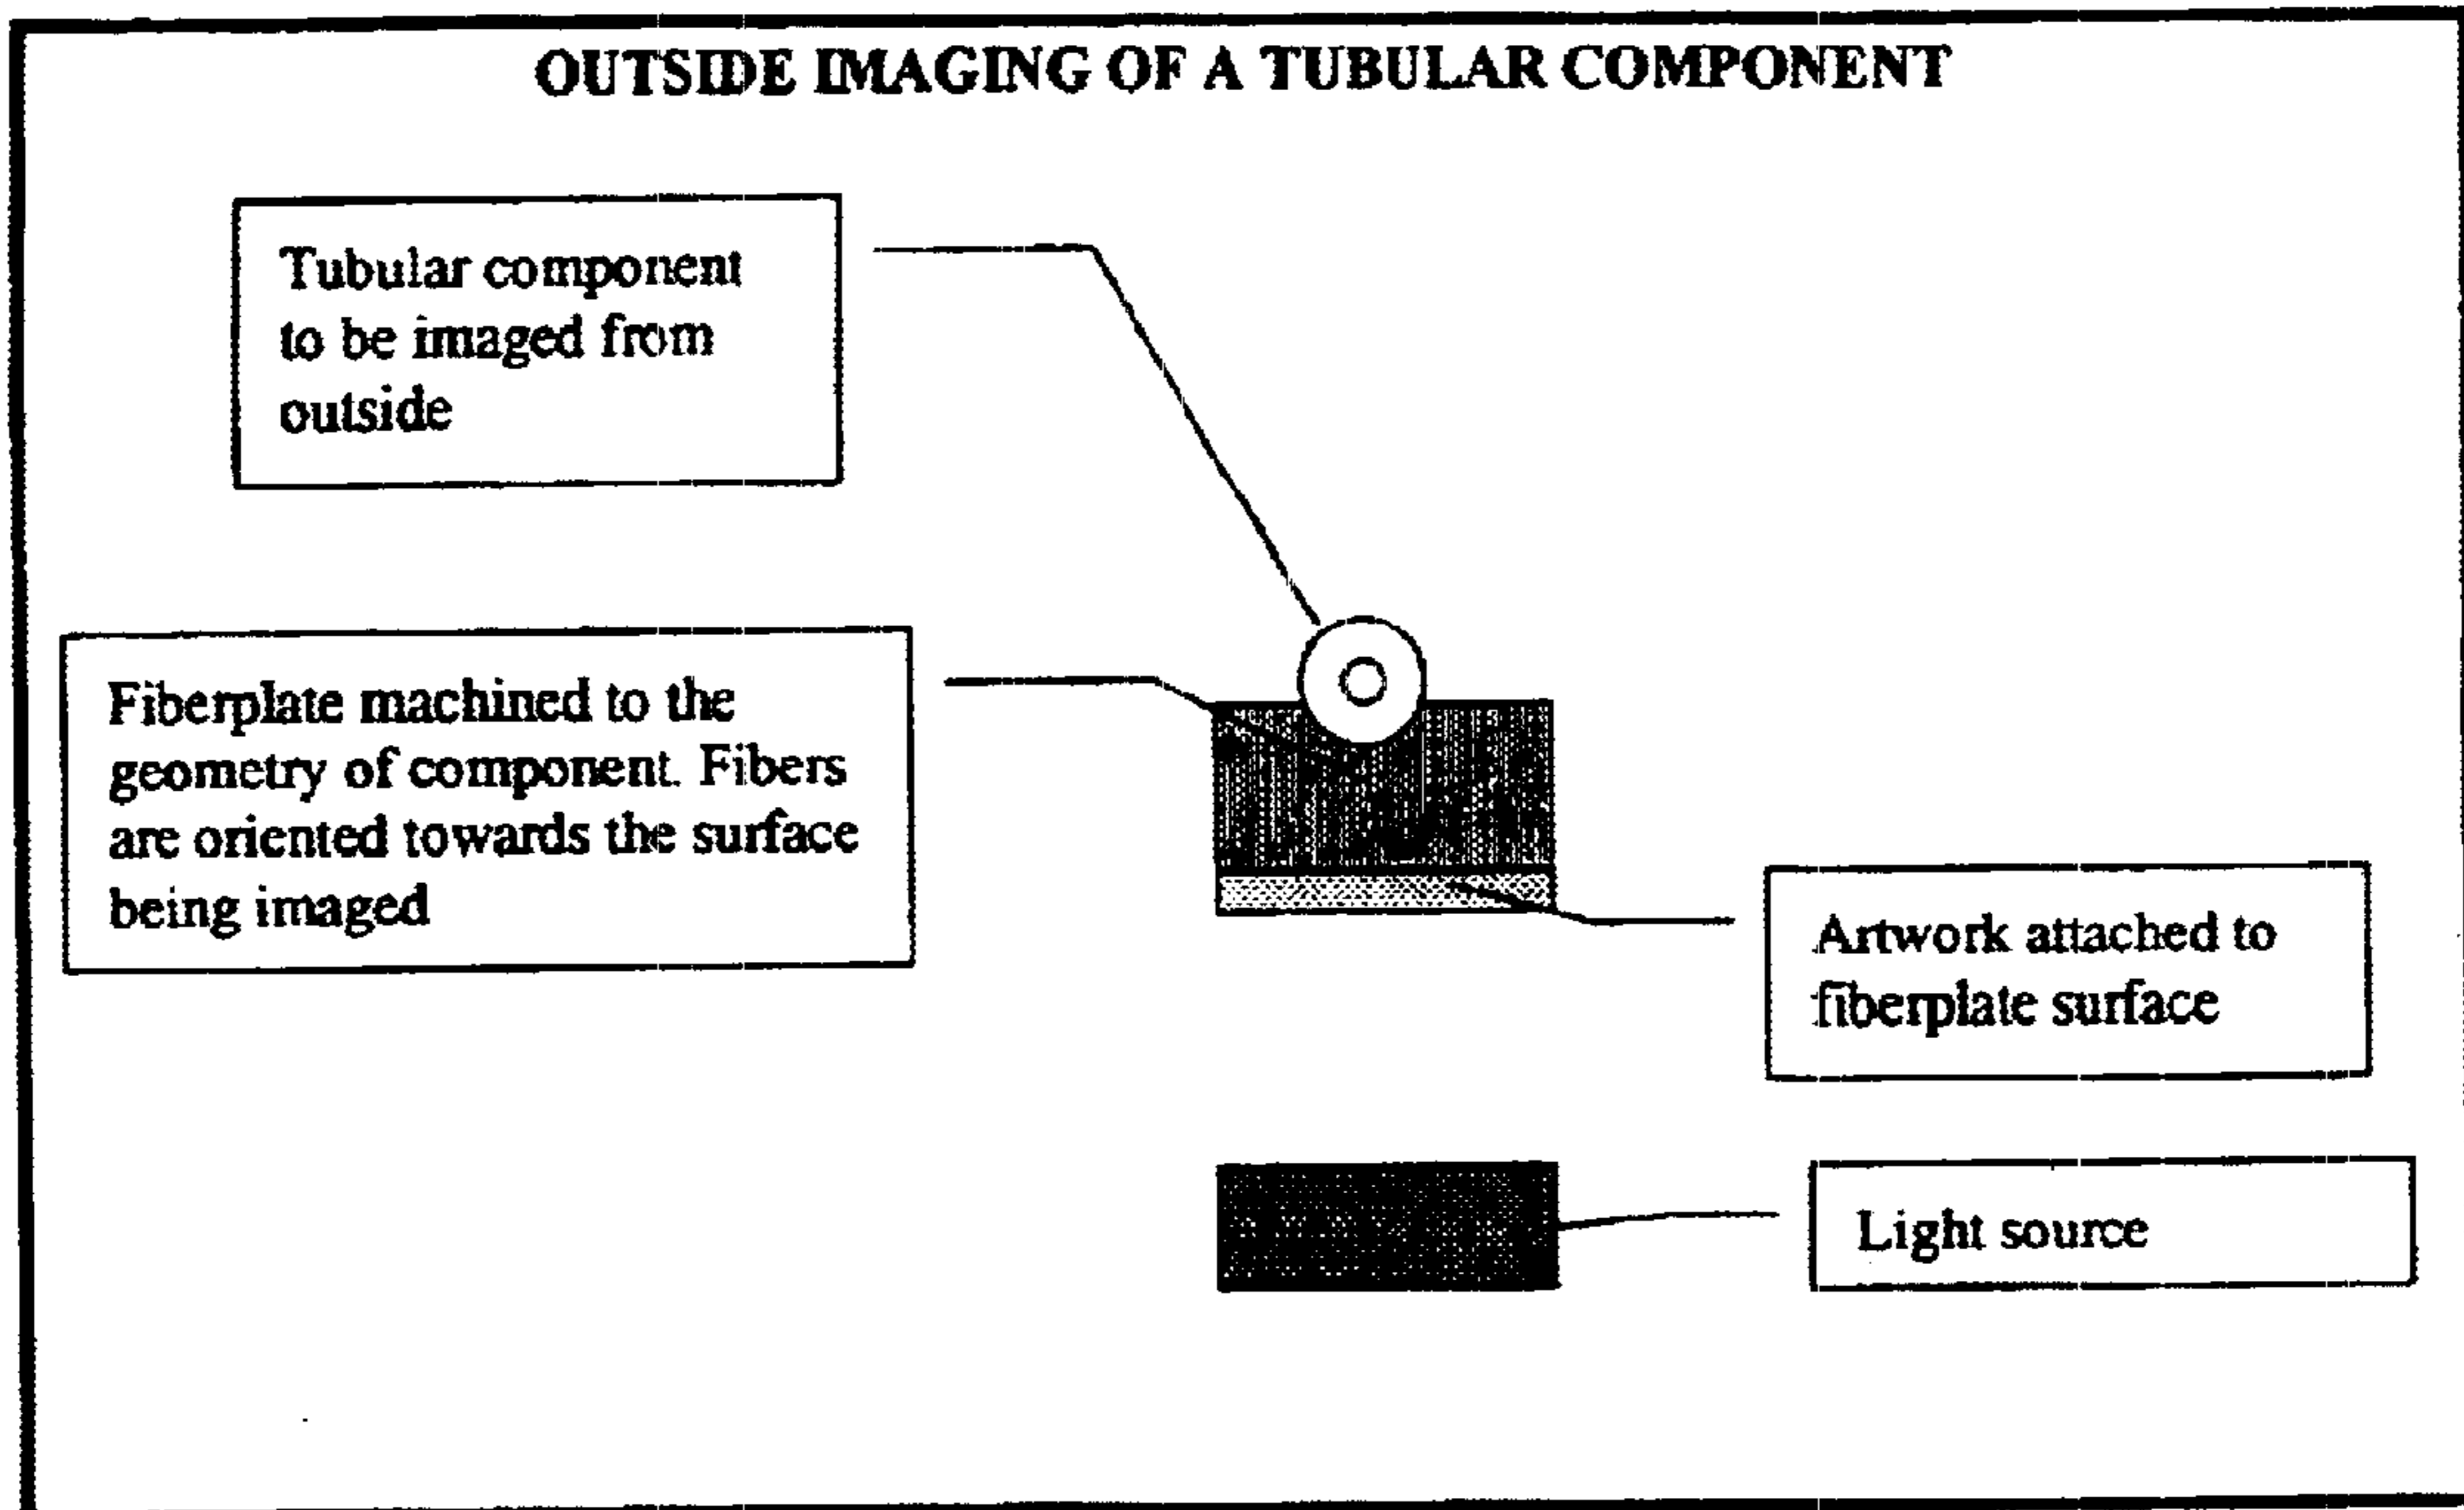 OUTSIDE IMAGING OF A TUBULAR COMPONENT
Tubular component
to be imaged from
outside
Fiberplate machined to the
geometry of component. Fibers
are oriented towards the surface
being imaged
Artwork attached to
fiberplate surface
Light source